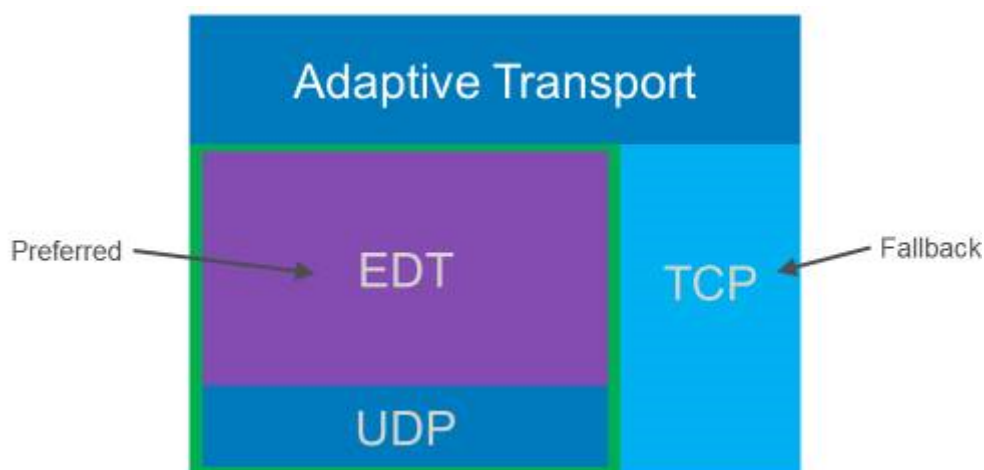 Adaptive Transport
Preferred
EDT
TCP
Fallback
UDP